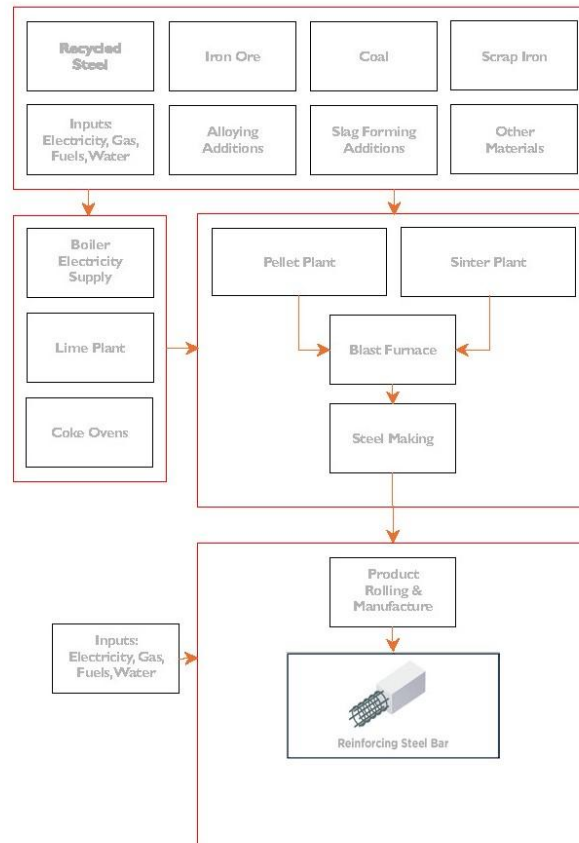 Recycled
Steel
Iron Ore
Coal
Scrap Iron
Inputs:
Electricity, Gas,
Fuels, Water
Alloying
Additions
Slag Forming
Additions
Other
Materials
Boiler
Electricity
Supply
Lime Plant
Coke Ovens
Pellet Plant
Sinter Plant
Blast Furnace
Steel Making
Product
Rolling &
Manufacture
Inputs:
Electricity, Gas,
Fuels, Water
Reinforcing Steel Bar